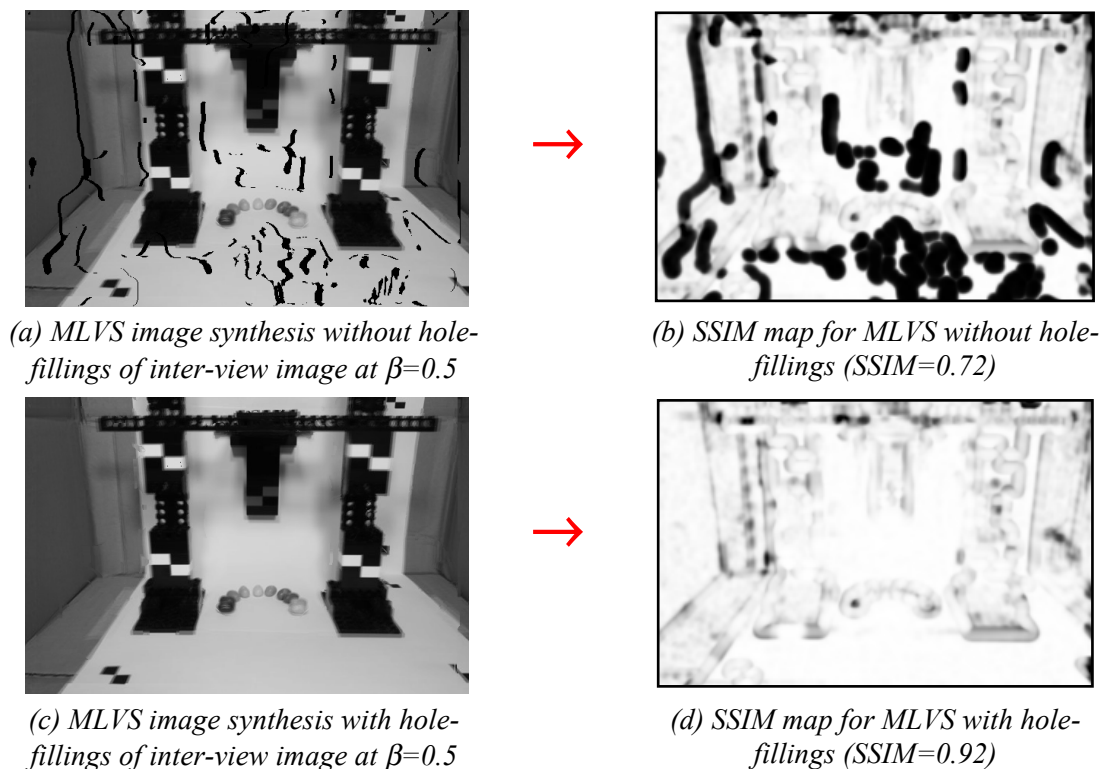 (a) MLVS image synthesis without hole-
fillings of inter-view image at β=0.5
(b) SSIM map for MLVS without hole-
fillings (SSIM=0.72)
(c) MLVS image synthesis with hole-
fillings of inter-view image at β=0.5
(d) SSIM map for MLVS with hole-
fillings (SSIM=0.92)